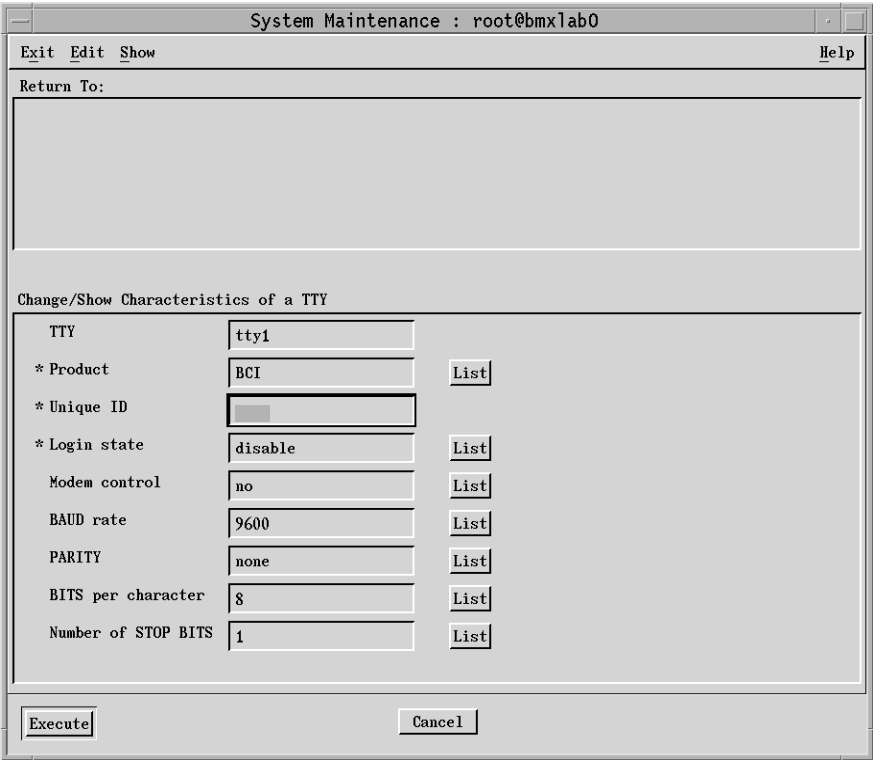 System Maintenance : root@bmxlab0
Exit Edit Show Help
Return To:
Change/Show Characteristics of a TTY
TTY tty1
* Product BCI List
* Unique ID
* Login state disable List
Modem control no List
BAUD rate 9600 List
PARITY none List
BITS per character 8 List
Number of STOP BITS 1 List
Execute Cancel